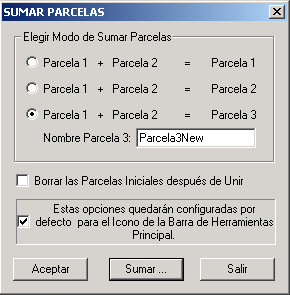 SUMAR PARCELAS
Elegir Modo de Sumar Parcelas
Parcela 1 + Parcela 2 = Parcela 1
Parcela 1 + Parcela 2 = Parcela 2
Parcela 1 + Parcela 2 = Parcela 3
Nombre Parcela 3: Parcela3New
Borrar las Parcelas Iniciales después de Unir
Estas opciones quedarán configuradas por
defecto para el Icono de la Barra de Herramientas
Principal.
Aceptar Sumar ... Salir